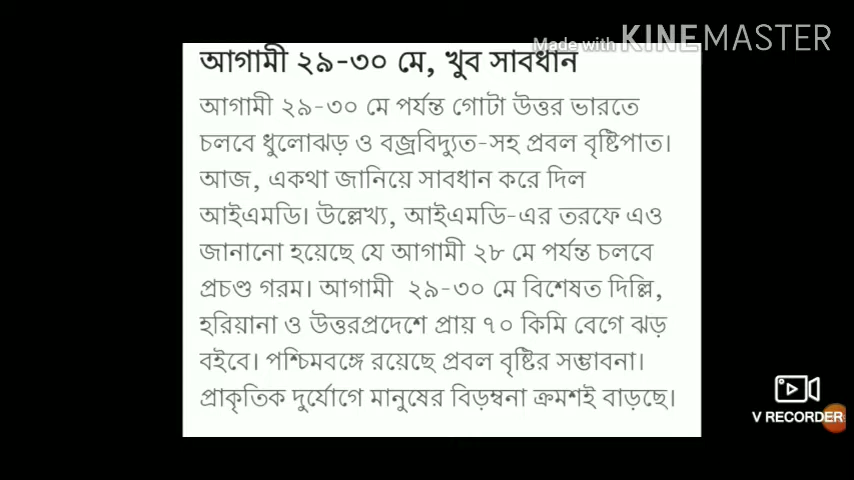 Made with KINEMASTER
আগামী ২৯-৩০ মে, খুব সাবধান
আগামী ২৯-৩০ মে পর্যন্ত গোটা উত্তর ভারতে
চলবে ধুলোঝড় ও বজ্রবিদ্যুত-সহ প্রবল বৃষ্টিপাত।
আজ, একথা জানিয়ে সাবধান করে দিল
আইএমডি। উল্লেখ্য, আইএমডি-এর তরফে এও
জানানো হয়েছে যে আগামী ২৮ মে পর্যন্ত চলবে
প্রচণ্ড গরম। আগামী ২৯-৩০ মে বিশেষত দিল্লি,
হরিয়ানা ও উত্তরপ্রদেশে প্রায় ৭০ কিমি বেগে ঝড়
বইবে। পশ্চিমবঙ্গে রয়েছে প্রবল বৃষ্টির সম্ভাবনা।
প্রাকৃতিক দুর্যোগে মানুষের বিড়ম্বনা ক্রমশই বাড়ছে।
V RECORDER